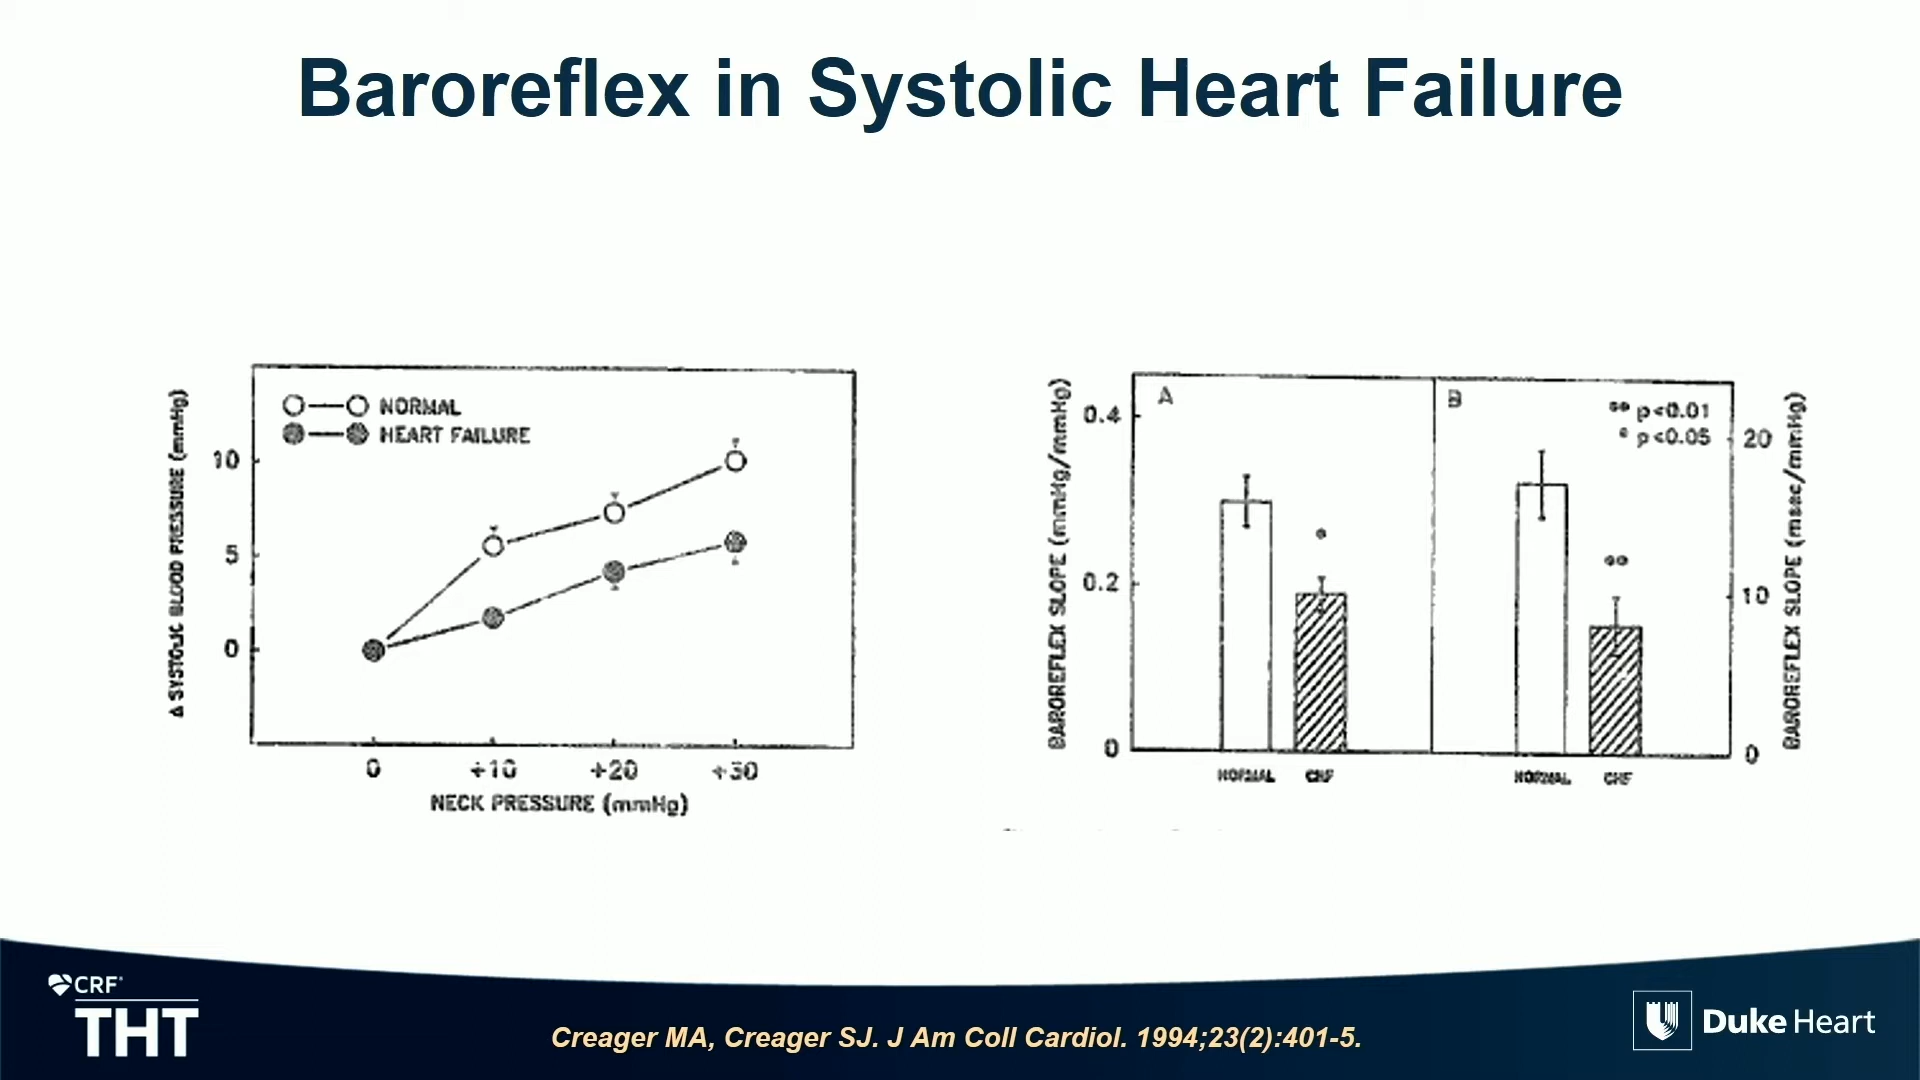 Baroreflex in Systolic Heart Failure
Δ SYSTOLIC BLOOD PRESSURE (mmHg)
NORMAL
HEART FAILURE
10
5
0
0
+10
+20
+30
NECK PRESSURE (mmHg)
BAROREFLEX SLOPE (mmHg/mmHg)
0.4
0.2
0
A
B
** p<0.01
* p<0.05
20
10
0
BAROREFLEX SLOPE (msec/mmHg)
NORMAL
CHF
NORMAL
CHF
CRF
THT
Creager MA, Creager SJ. J Am Coll Cardiol. 1994;23(2):401-5.
Duke Heart